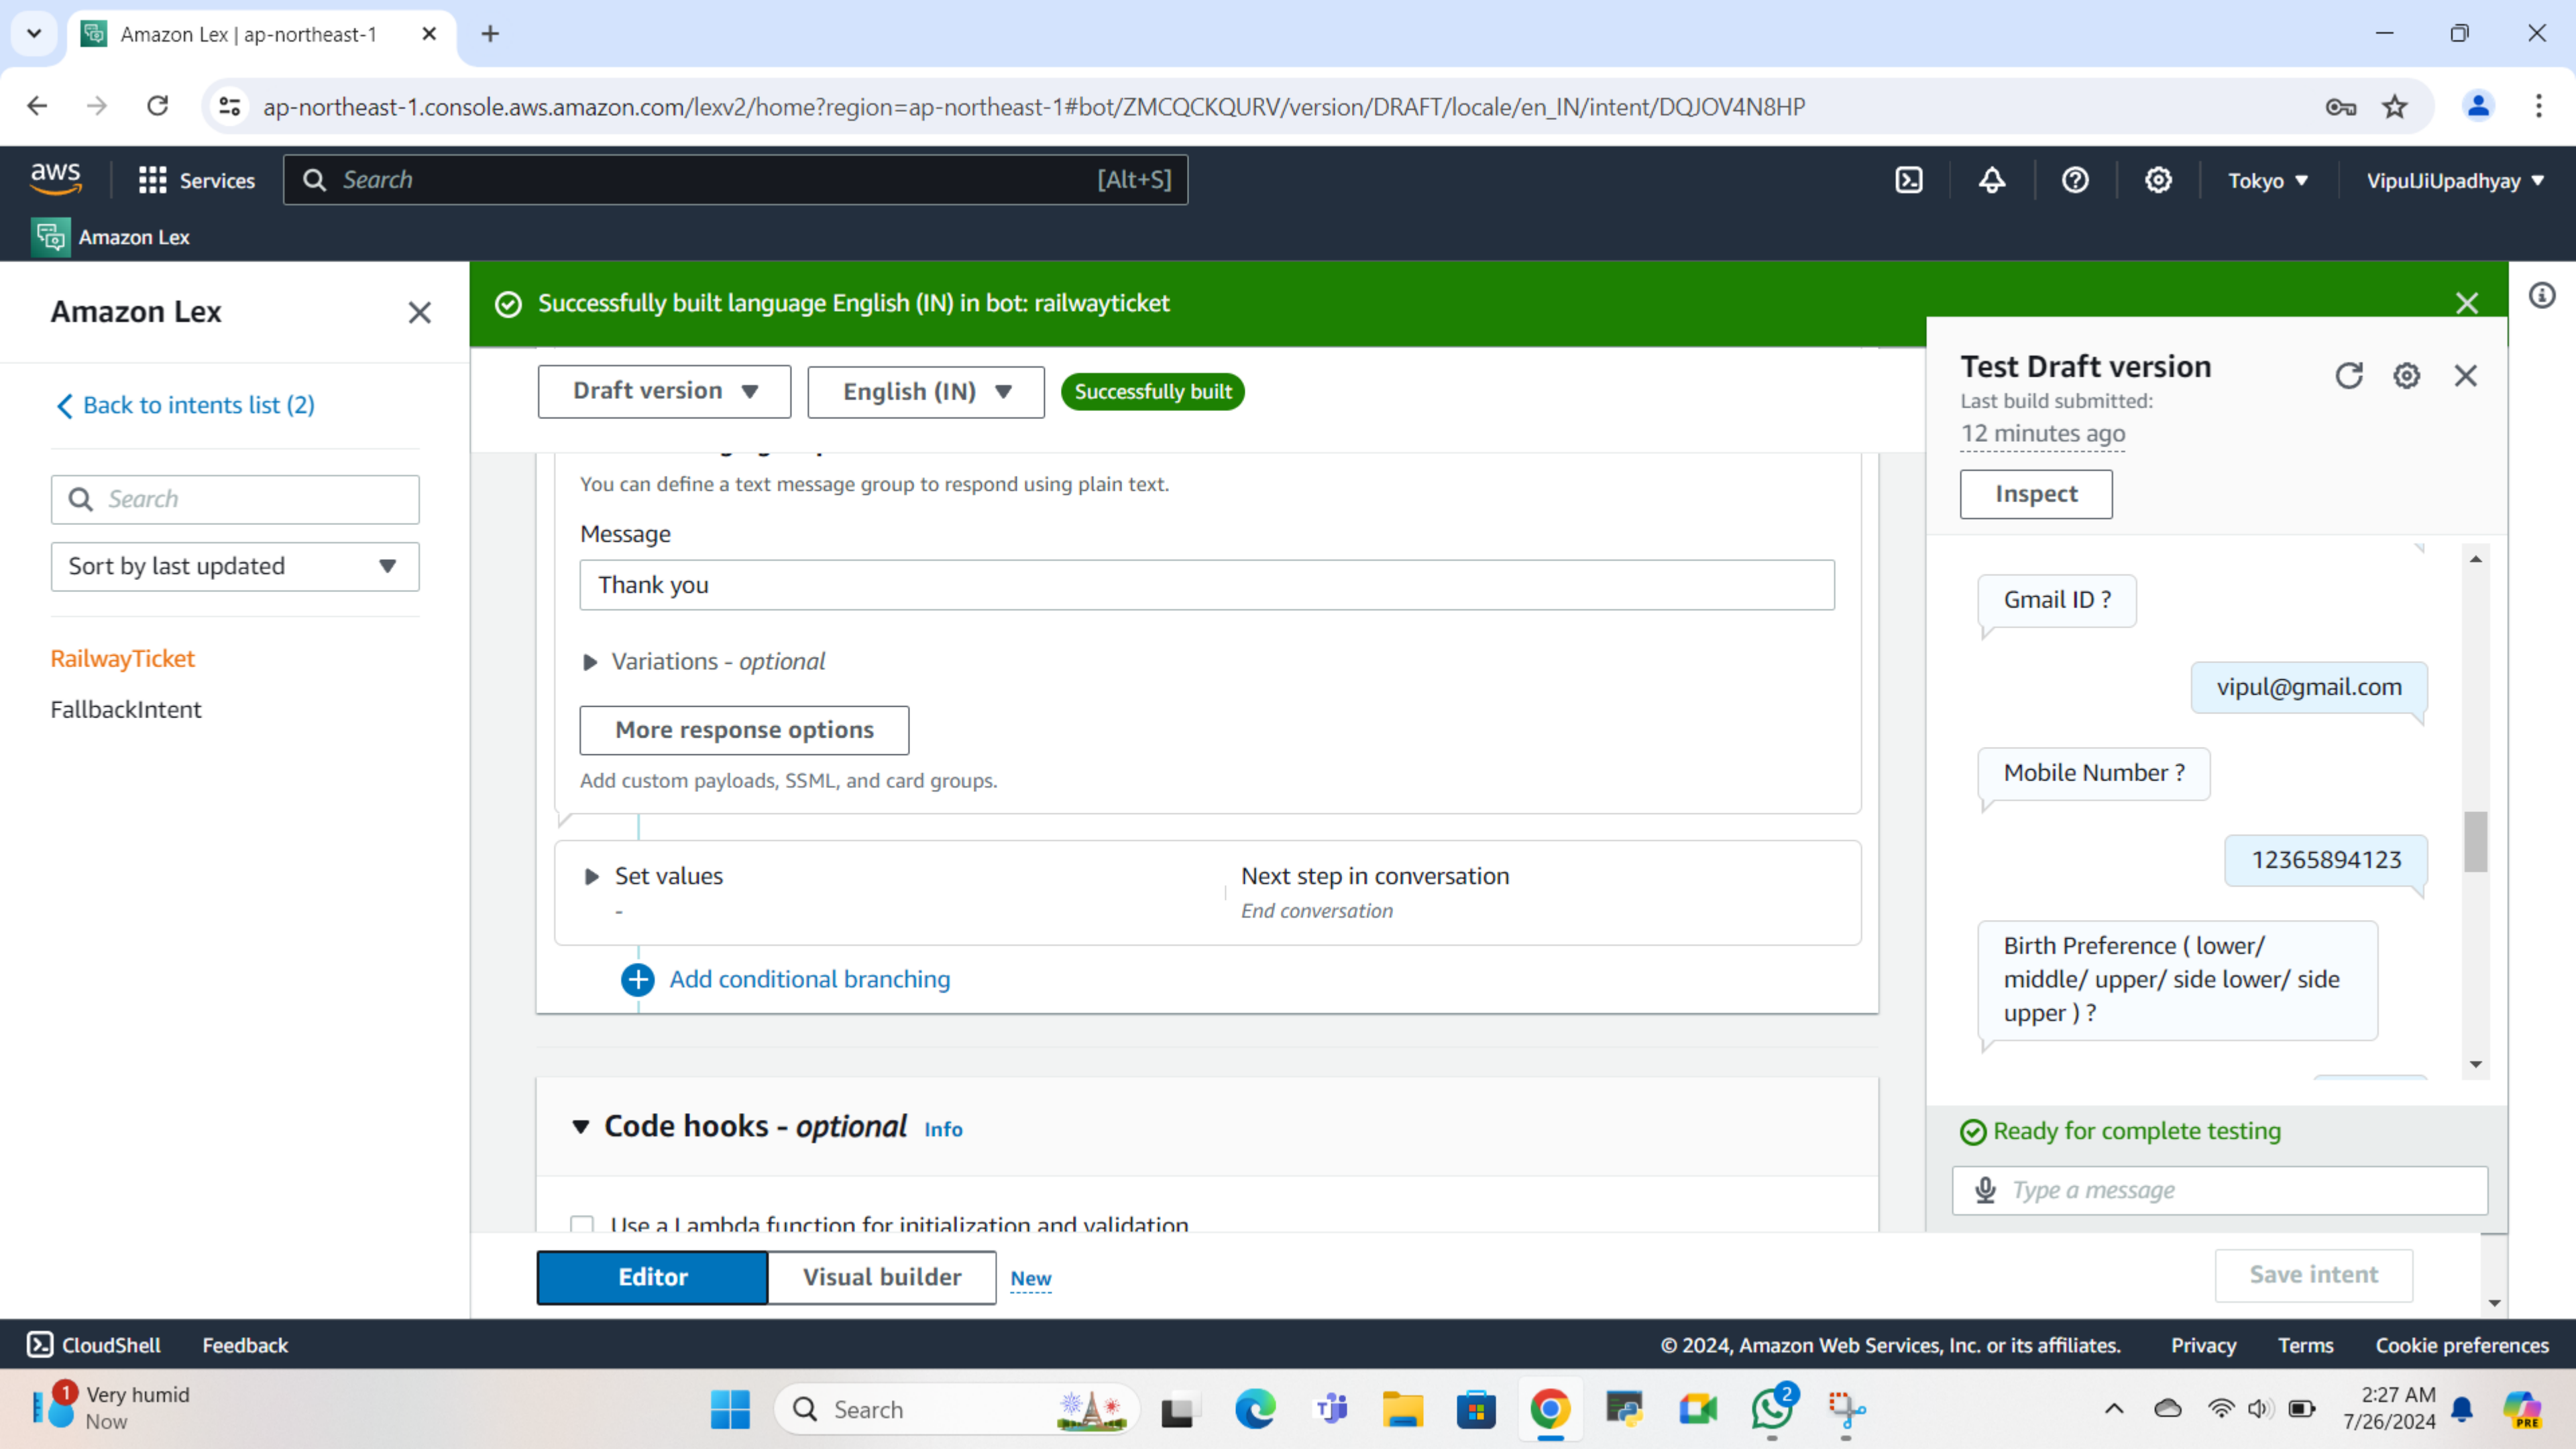 Amazon Lex | ap-northeast-1
ap-northeast-1.console.aws.amazon.com/lexv2/home?region=ap-northeast-1#bot/ZMCQCKQURV/version/DRAFT/locale/en_IN/intent/DQJOV4N8HP
aws
Services
Search
[Alt+S]
Tokyo
VipulJiUpadhyay
Amazon Lex
Amazon Lex
Back to intents list (2)
Search
Sort by last updated
RailwayTicket
FallbackIntent
Successfully built language English (IN) in bot: railwayticket
Draft version
English (IN)
Successfully built
You can define a text message group to respond using plain text.
Message
Thank you
Variations - optional
More response options
Add custom payloads, SSML, and card groups.
Set values
-
Next step in conversation
End conversation
Add conditional branching
Code hooks - optional Info
Use a Lambda function for initialization and validation
Editor
Visual builder
New
Save intent
Test Draft version
Last build submitted:
12 minutes ago
Inspect
Gmail ID ?
vipul@gmail.com
Mobile Number ?
12365894123
Birth Preference ( lower/
middle/ upper/ side lower/ side
upper ) ?
Ready for complete testing
Type a message
CloudShell
Feedback
© 2024, Amazon Web Services, Inc. or its affiliates.
Privacy
Terms
Cookie preferences
1
Very humid
Now
Search
2
2:27 AM
7/26/2024
PRE